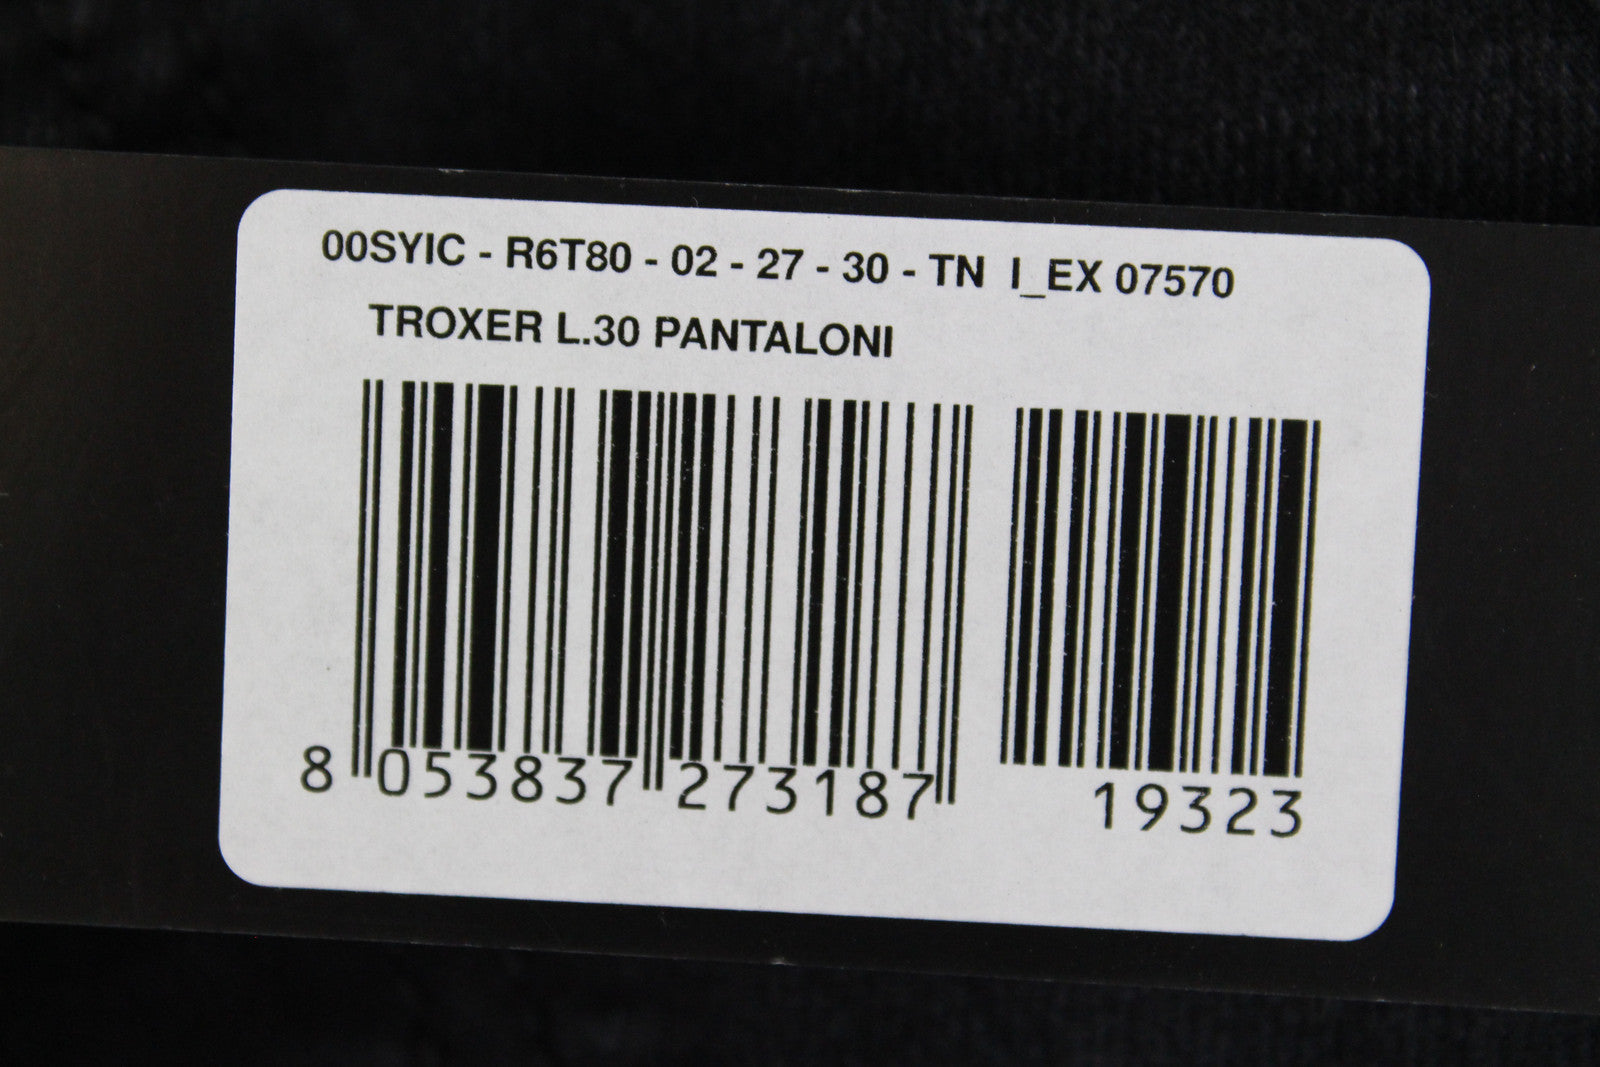 00SYIC - R6T80 - 02 - 27 - 30 - TN I_EX 07570
TROXER L.30 PANTALONI
8 053837 273187 19323